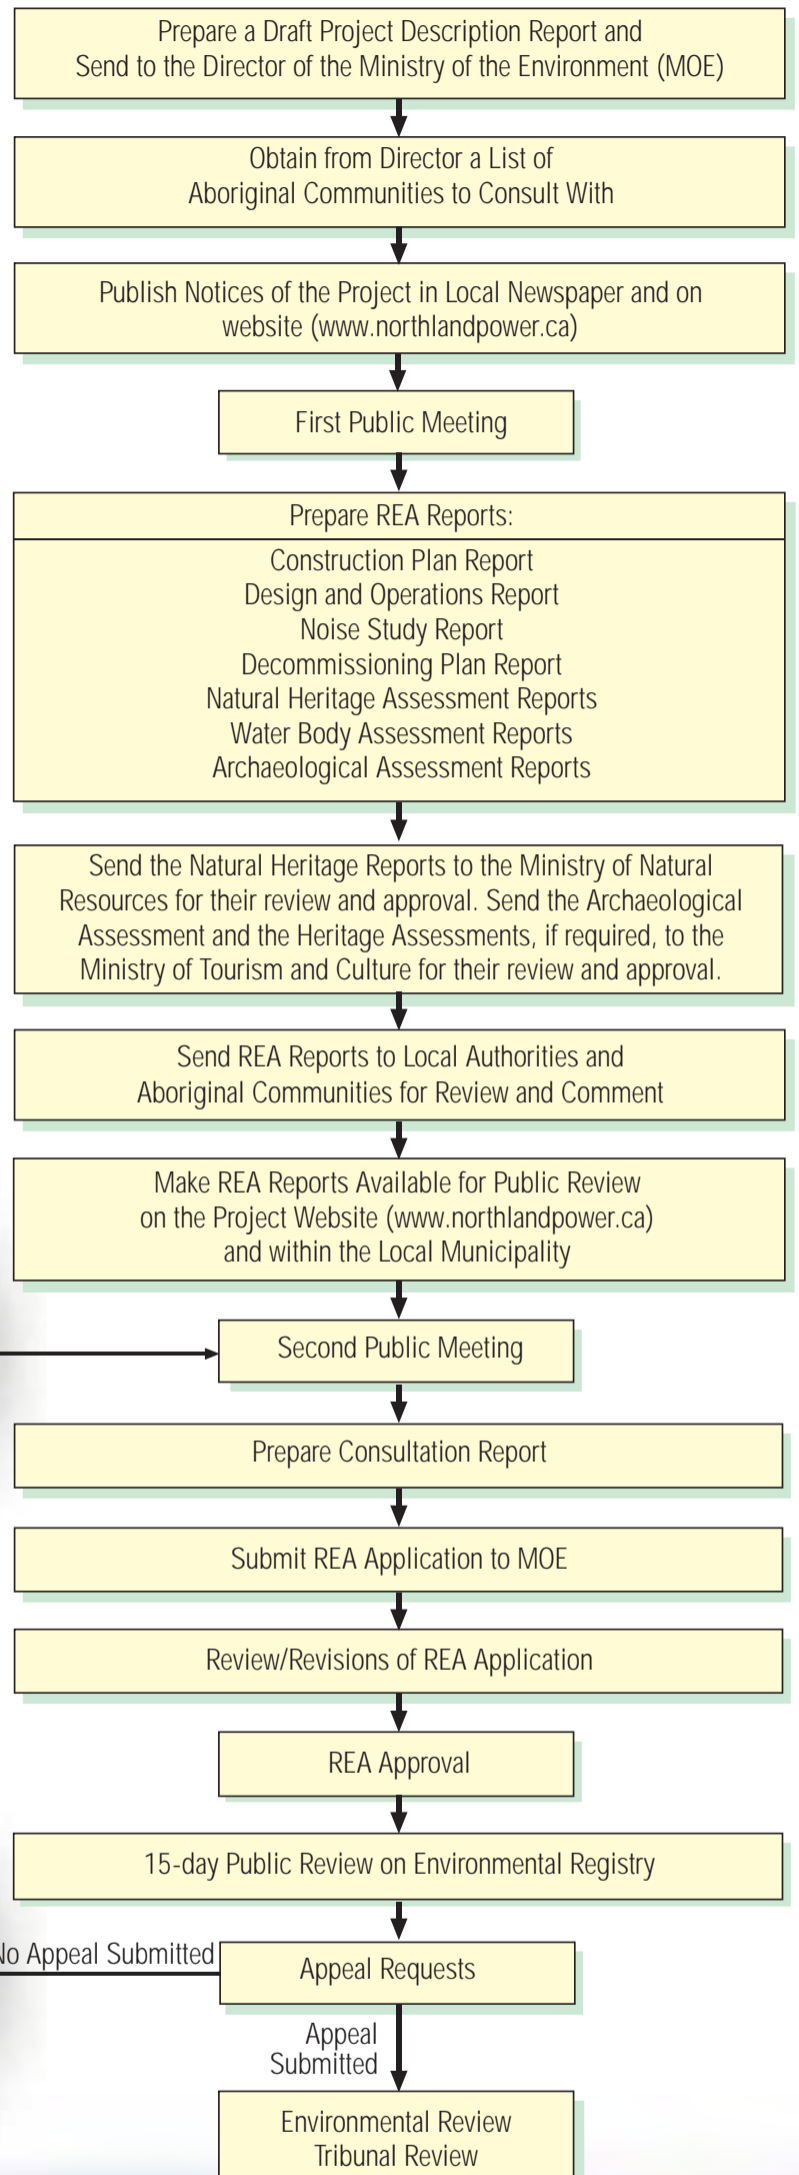 Prepare a Draft Project Description Report and
Send to the Director of the Ministry of the Environment (MOE)
Obtain from Director a List of
Aboriginal Communities to Consult With
Publish Notices of the Project in Local Newspaper and on
website (www.northlandpower.ca)
First Public Meeting
Prepare REA Reports:
Construction Plan Report
Design and Operations Report
Noise Study Report
Decommissioning Plan Report
Natural Heritage Assessment Reports
Water Body Assessment Reports
Archaeological Assessment Reports
Send the Natural Heritage Reports to the Ministry of Natural
Resources for their review and approval. Send the Archaeological
Assessment and the Heritage Assessments, if required, to the
Ministry of Tourism and Culture for their review and approval.
Send REA Reports to Local Authorities and
Aboriginal Communities for Review and Comment
Make REA Reports Available for Public Review
on the Project Website (www.northlandpower.ca)
and within the Local Municipality
Second Public Meeting
Prepare Consultation Report
Submit REA Application to MOE
Review/Revisions of REA Application
REA Approval
15-day Public Review on Environmental Registry
No Appeal Submitted
Appeal Requests
Appeal
Submitted
Environmental Review
Tribunal Review